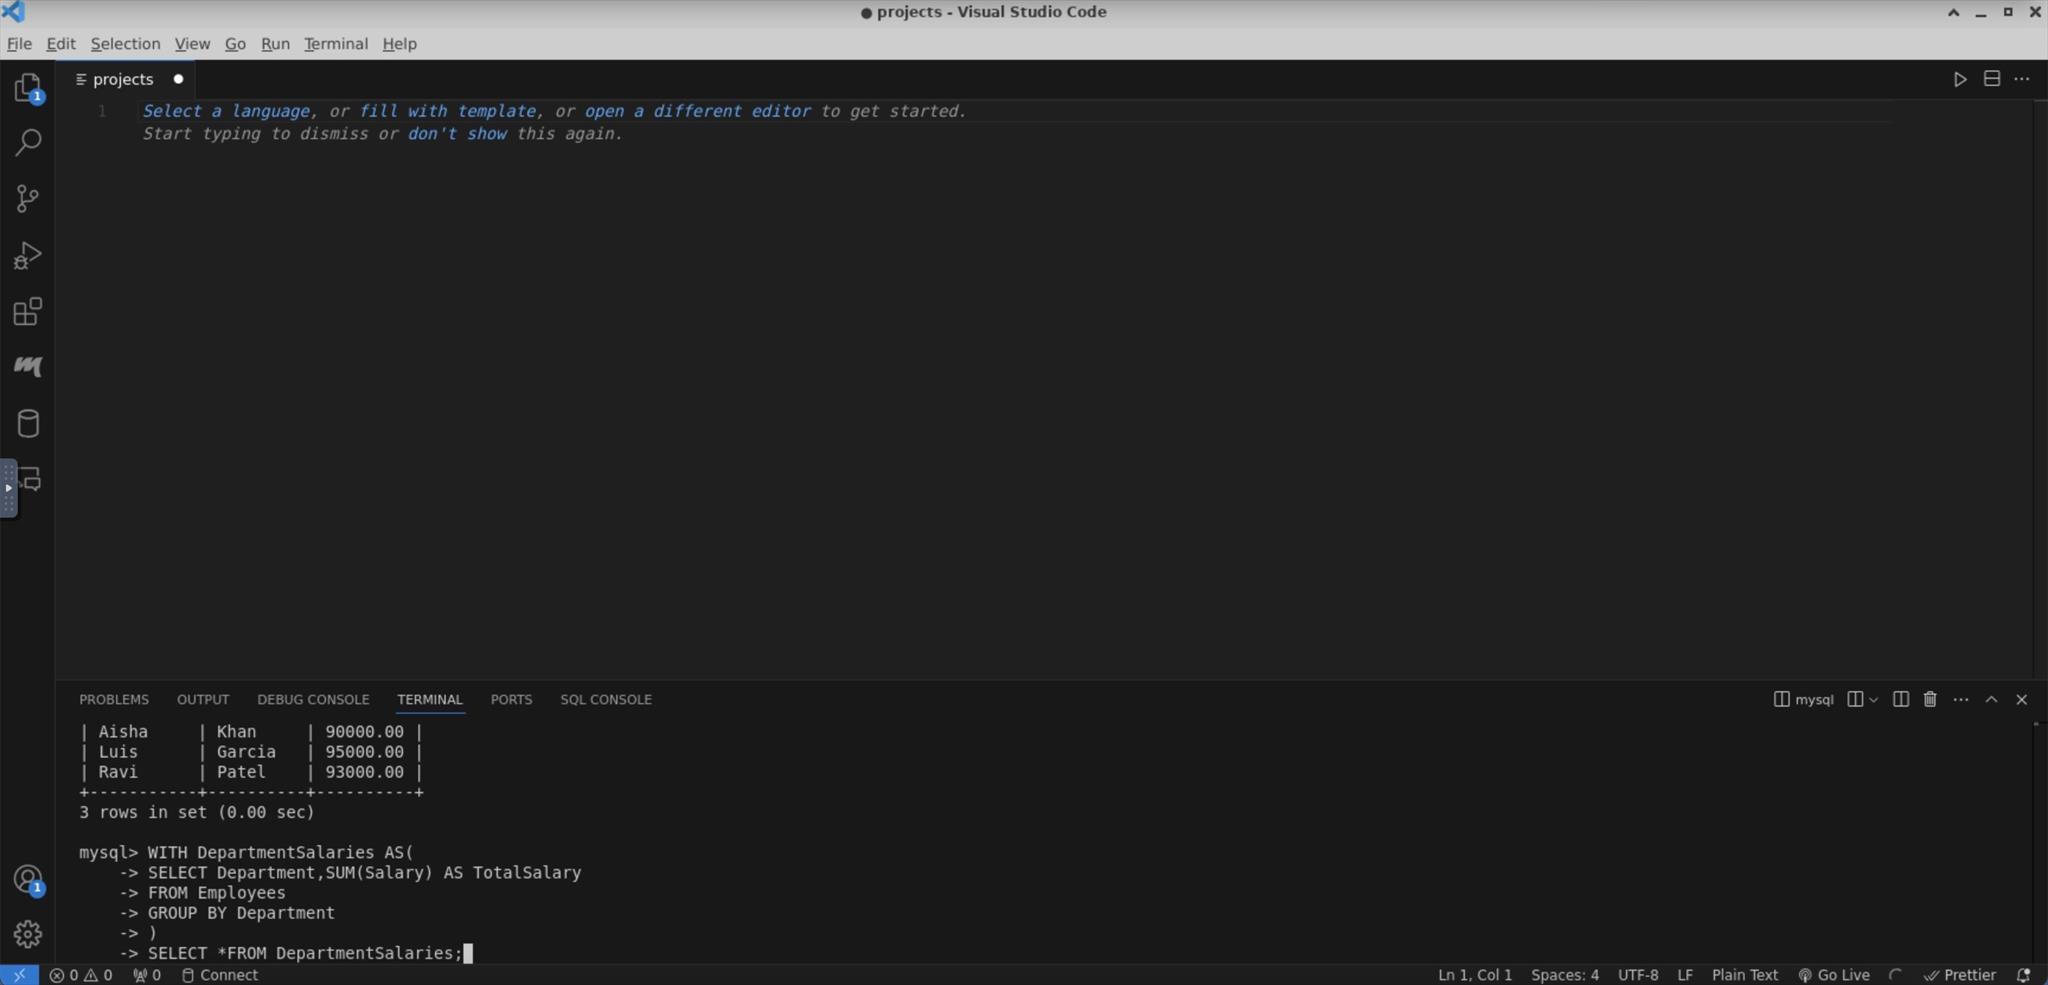 ● projects - Visual Studio Code
File Edit Selection View Go Run Terminal Help
projects ●
1 Select a language, or fill with template, or open a different editor to get started.
Start typing to dismiss or don't show this again.
1
PROBLEMS OUTPUT DEBUG CONSOLE TERMINAL PORTS SQL CONSOLE mysql
| Aisha | Khan | 90000.00 |
| Luis | Garcia | 95000.00 |
| Ravi | Patel | 93000.00 |
+-----------+----------+----------+
3 rows in set (0.00 sec)
mysql> WITH DepartmentSalaries AS(
-> SELECT Department,SUM(Salary) AS TotalSalary
-> FROM Employees
-> GROUP BY Department
-> )
-> SELECT *FROM DepartmentSalaries;
1
0 0 0 Connect Ln 1, Col 1 Spaces: 4 UTF-8 LF Plain Text Go Live Prettier